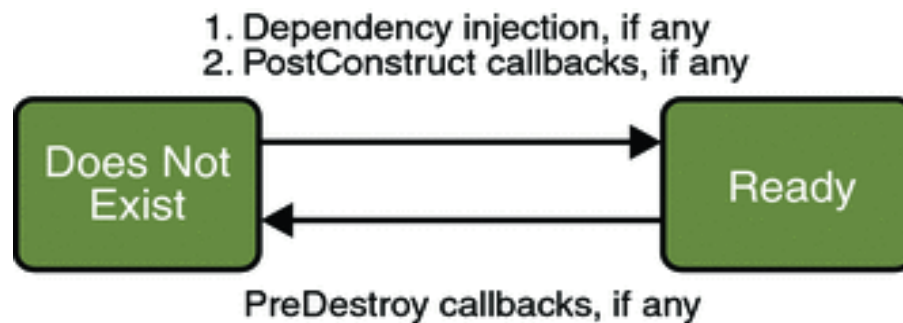 1. Dependency injection, if any
2. PostConstruct callbacks, if any
Does Not
Exist
Ready
PreDestroy callbacks, if any